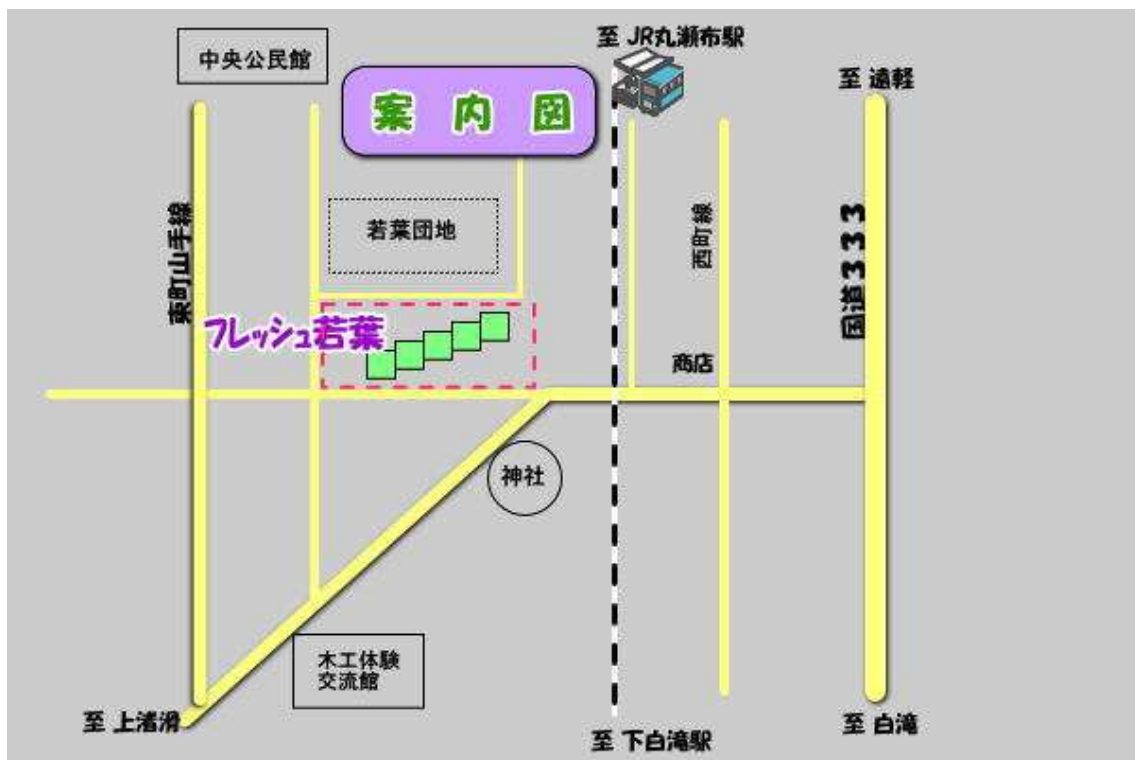 至 JR丸瀬布駅
中央公民館
至 遠軽
案 内 図
若葉団地
東町山手線
西町線
国道333
フレッシュ若葉
商店
神社
木工体験
交流館
至 上渚滑
至 下白滝駅
至 白滝